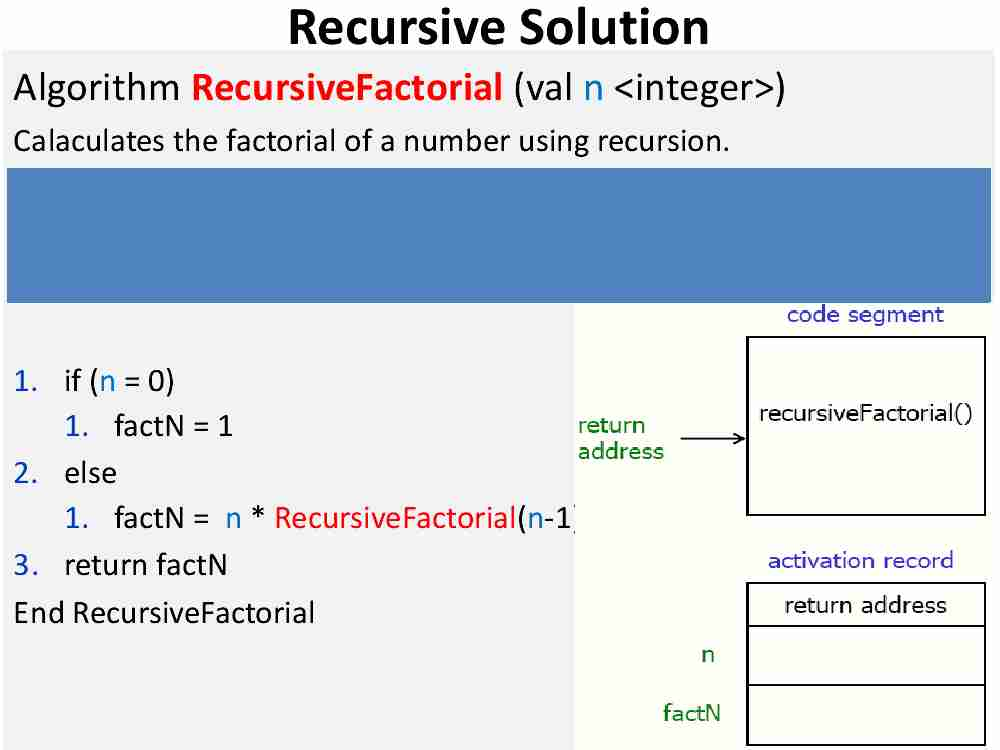 Recursive Solution
Algorithm RecursiveFactorial (val n <integer>)
Calaculates the factorial of a number using recursion.
1. if (n = 0)
1. factN = 1
2. else
1. factN = n * RecursiveFactorial(n-1)
3. return factN
End RecursiveFactorial
code segment
recursiveFactorial()
return
address
activation record
return address
n
factN